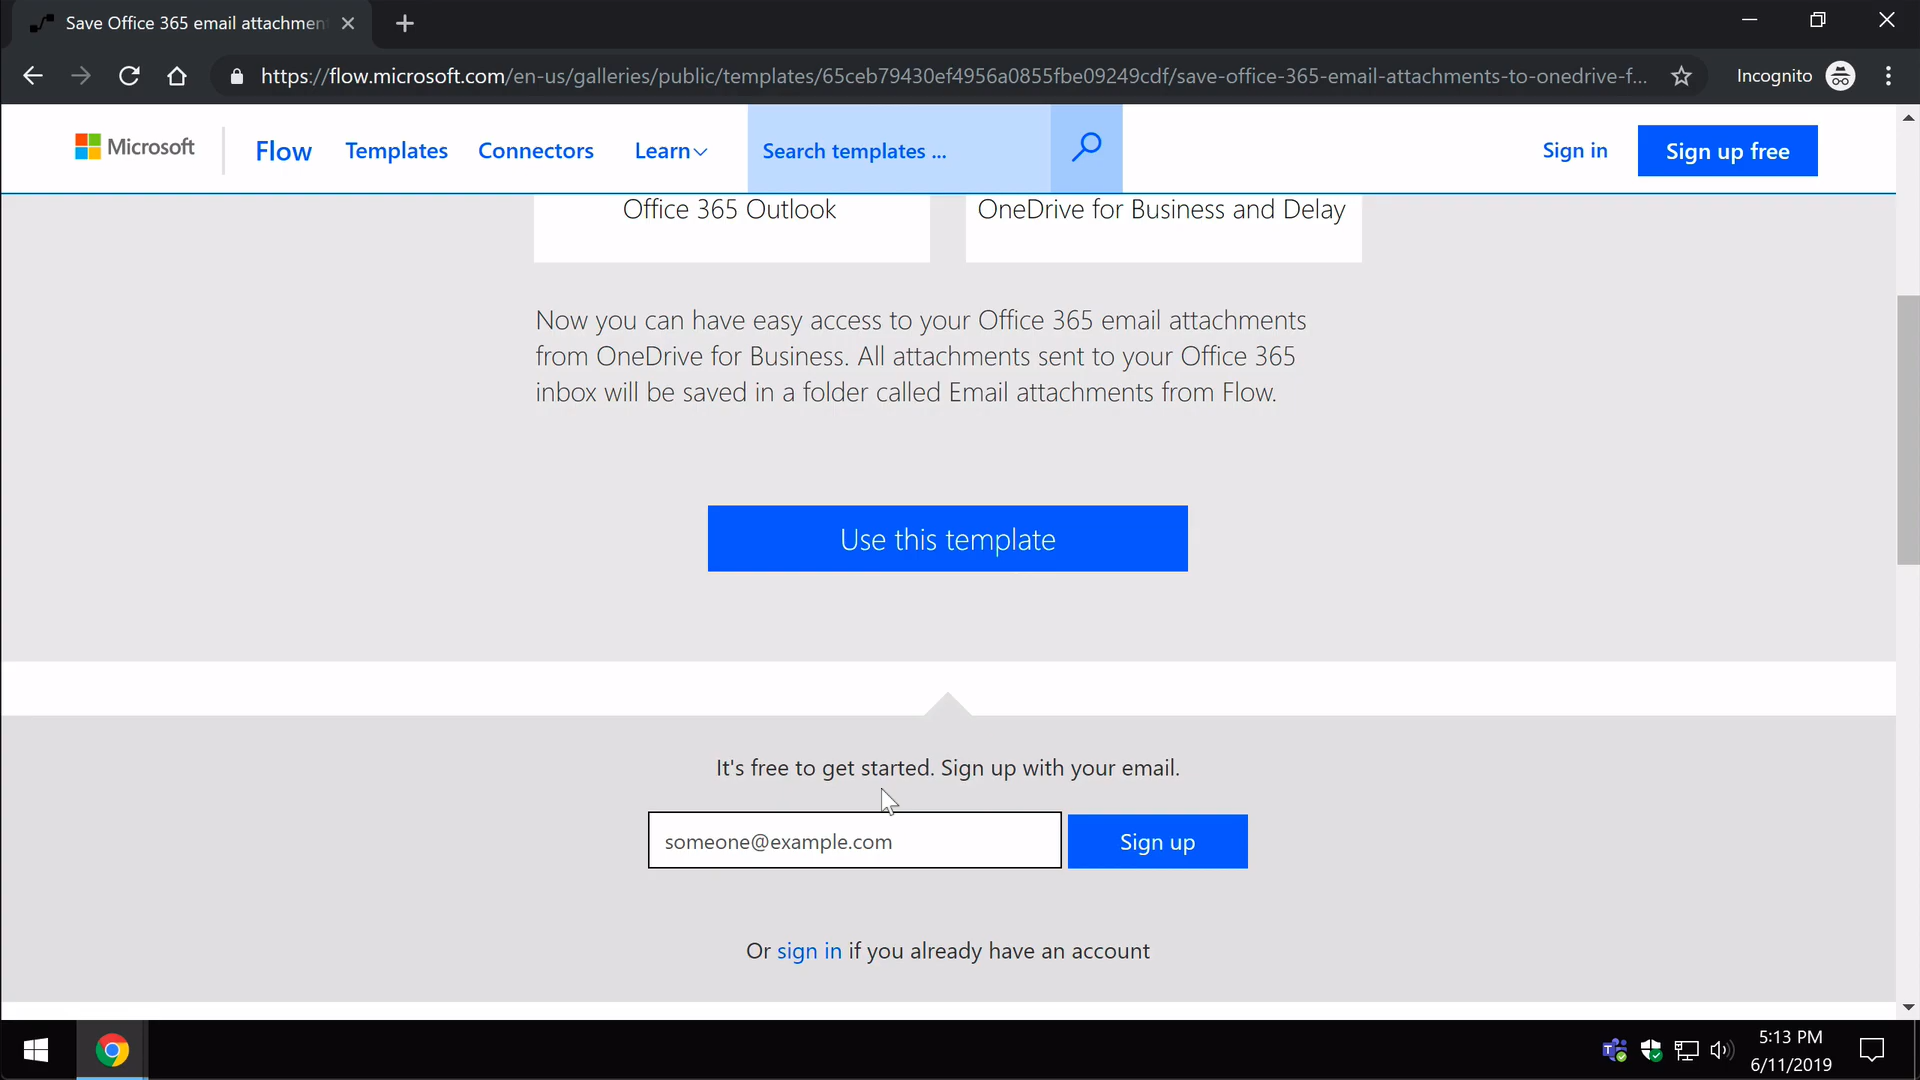 Save Office 365 email attachmen
https://flow.microsoft.com/en-us/galleries/public/templates/65ceb79430ef4956a0855fbe09249cdf/save-office-365-email-attachments-to-onedrive-f...
Incognito
Microsoft
Flow
Templates
Connectors
Learn
Search templates ...
Sign in
Sign up free
Office 365 Outlook
OneDrive for Business and Delay
Now you can have easy access to your Office 365 email attachments
from OneDrive for Business. All attachments sent to your Office 365
inbox will be saved in a folder called Email attachments from Flow.
Use this template
It's free to get started. Sign up with your email.
someone@example.com
Sign up
Or sign in if you already have an account
5:13 PM
6/11/2019